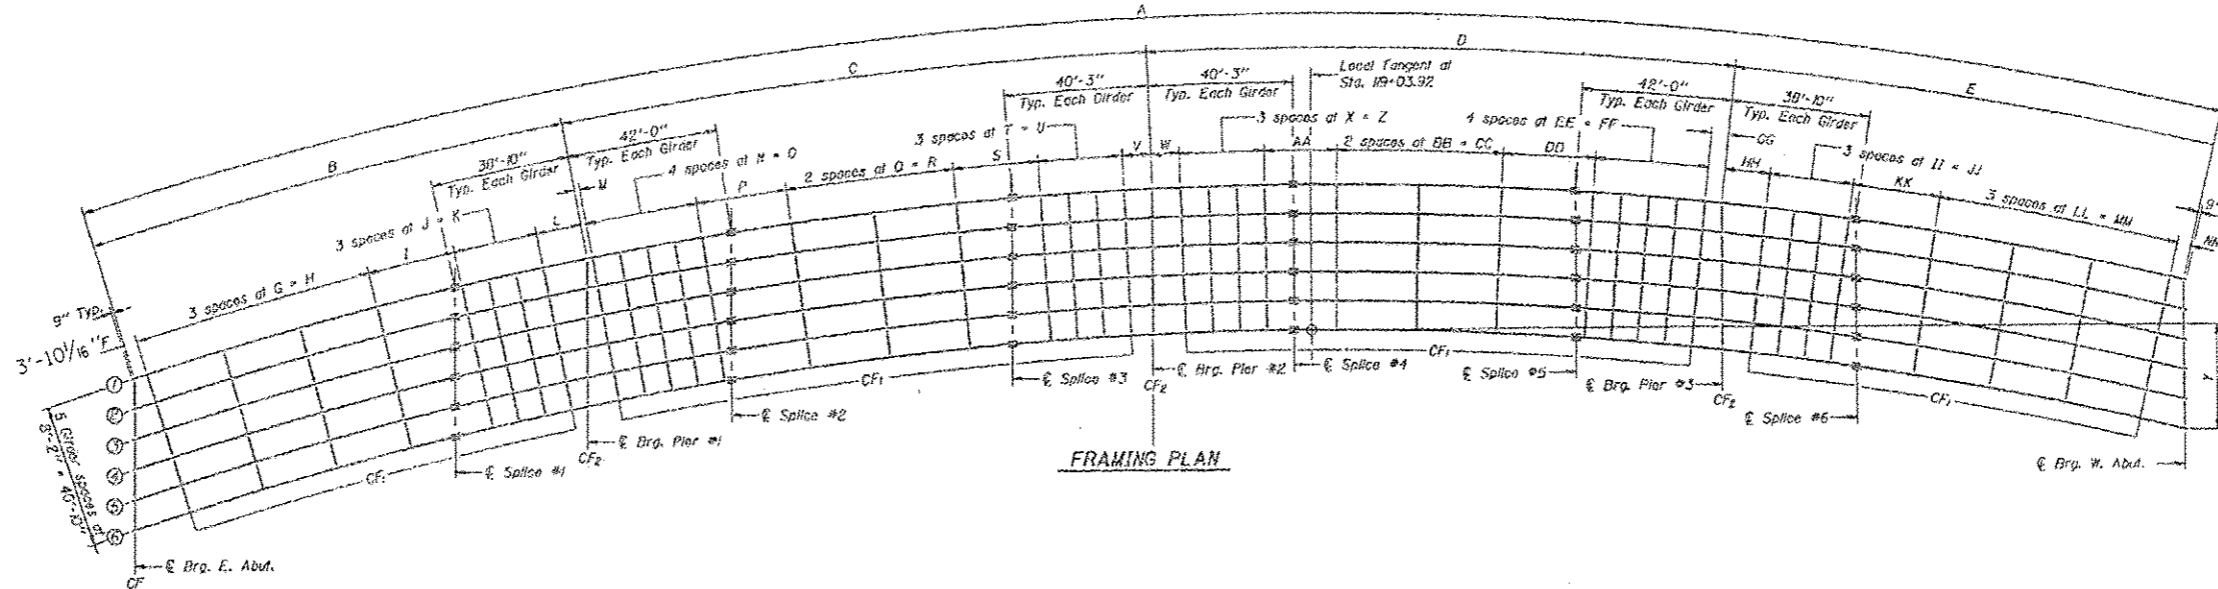 A
D
C
E
B
Local Tangent at
Sta. 119+03.92
40'-3"
Typ. Each Girder
40'-3"
Typ. Each Girder
42'-0"
Typ. Each Girder
38'-10"
Typ. Each Girder
42'-0"
Typ. Each Girder
38'-10"
Typ. Each Girder
3 spaces at T = U
3 spaces at X = Z
4 spaces at EE = FF
GG
HH
3 spaces at II = JJ
M
4 spaces at N = O
P
2 spaces at Q = R
S
V
W
AA
2 spaces at BB = CC
DD
KK
3 spaces at LL = MM
9"
NN
3 spaces at J = K
L
I
3 spaces at G = H
9" Typ.
3'-10 1/16" F
1
2
3
4
5
6
5 Girder spaces at
8'-2" = 40'-10"
CF1
CF1
CF1
CF1
Y
℄ Splice #1
℄ Brg. Pier #1
CF2
℄ Splice #2
℄ Splice #3
℄ Brg. Pier #2
CF2
℄ Splice #4
℄ Splice #5
℄ Brg. Pier #3
CF2
℄ Splice #6
℄ Brg. W. Abut.
℄ Brg. E. Abut.
CF
FRAMING PLAN